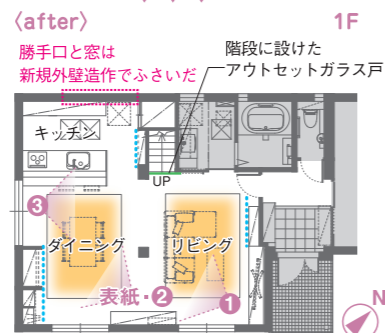 〈after〉
1F
勝手口と窓は
新規外壁造作でふさいだ
階段に設けた
アウトセットガラス戸
キッチン
UP
③
ダイニング
リビング
表紙・②
①
N